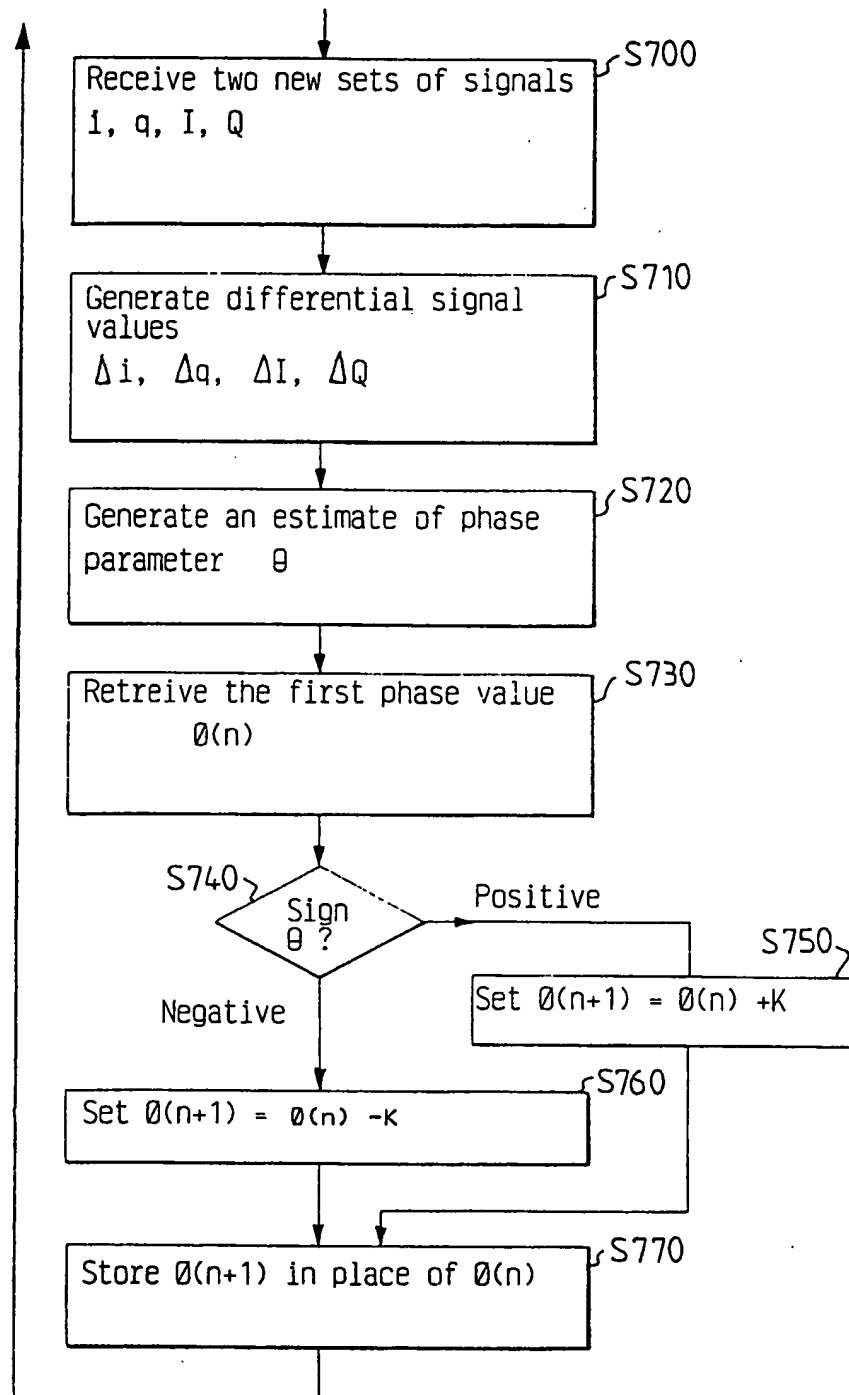 S700
Receive two new sets of signals
i, q, I, Q
S710
Generate differential signal
values
Δi, Δq, ΔI, ΔQ
S720
Generate an estimate of phase
parameter θ
S730
Retreive the first phase value
Ø(n)
S740
Sign
θ ?
Positive
S750
Set Ø(n+1) = Ø(n) +K
Negative
S760
Set Ø(n+1) = Ø(n) -K
S770
Store Ø(n+1) in place of Ø(n)